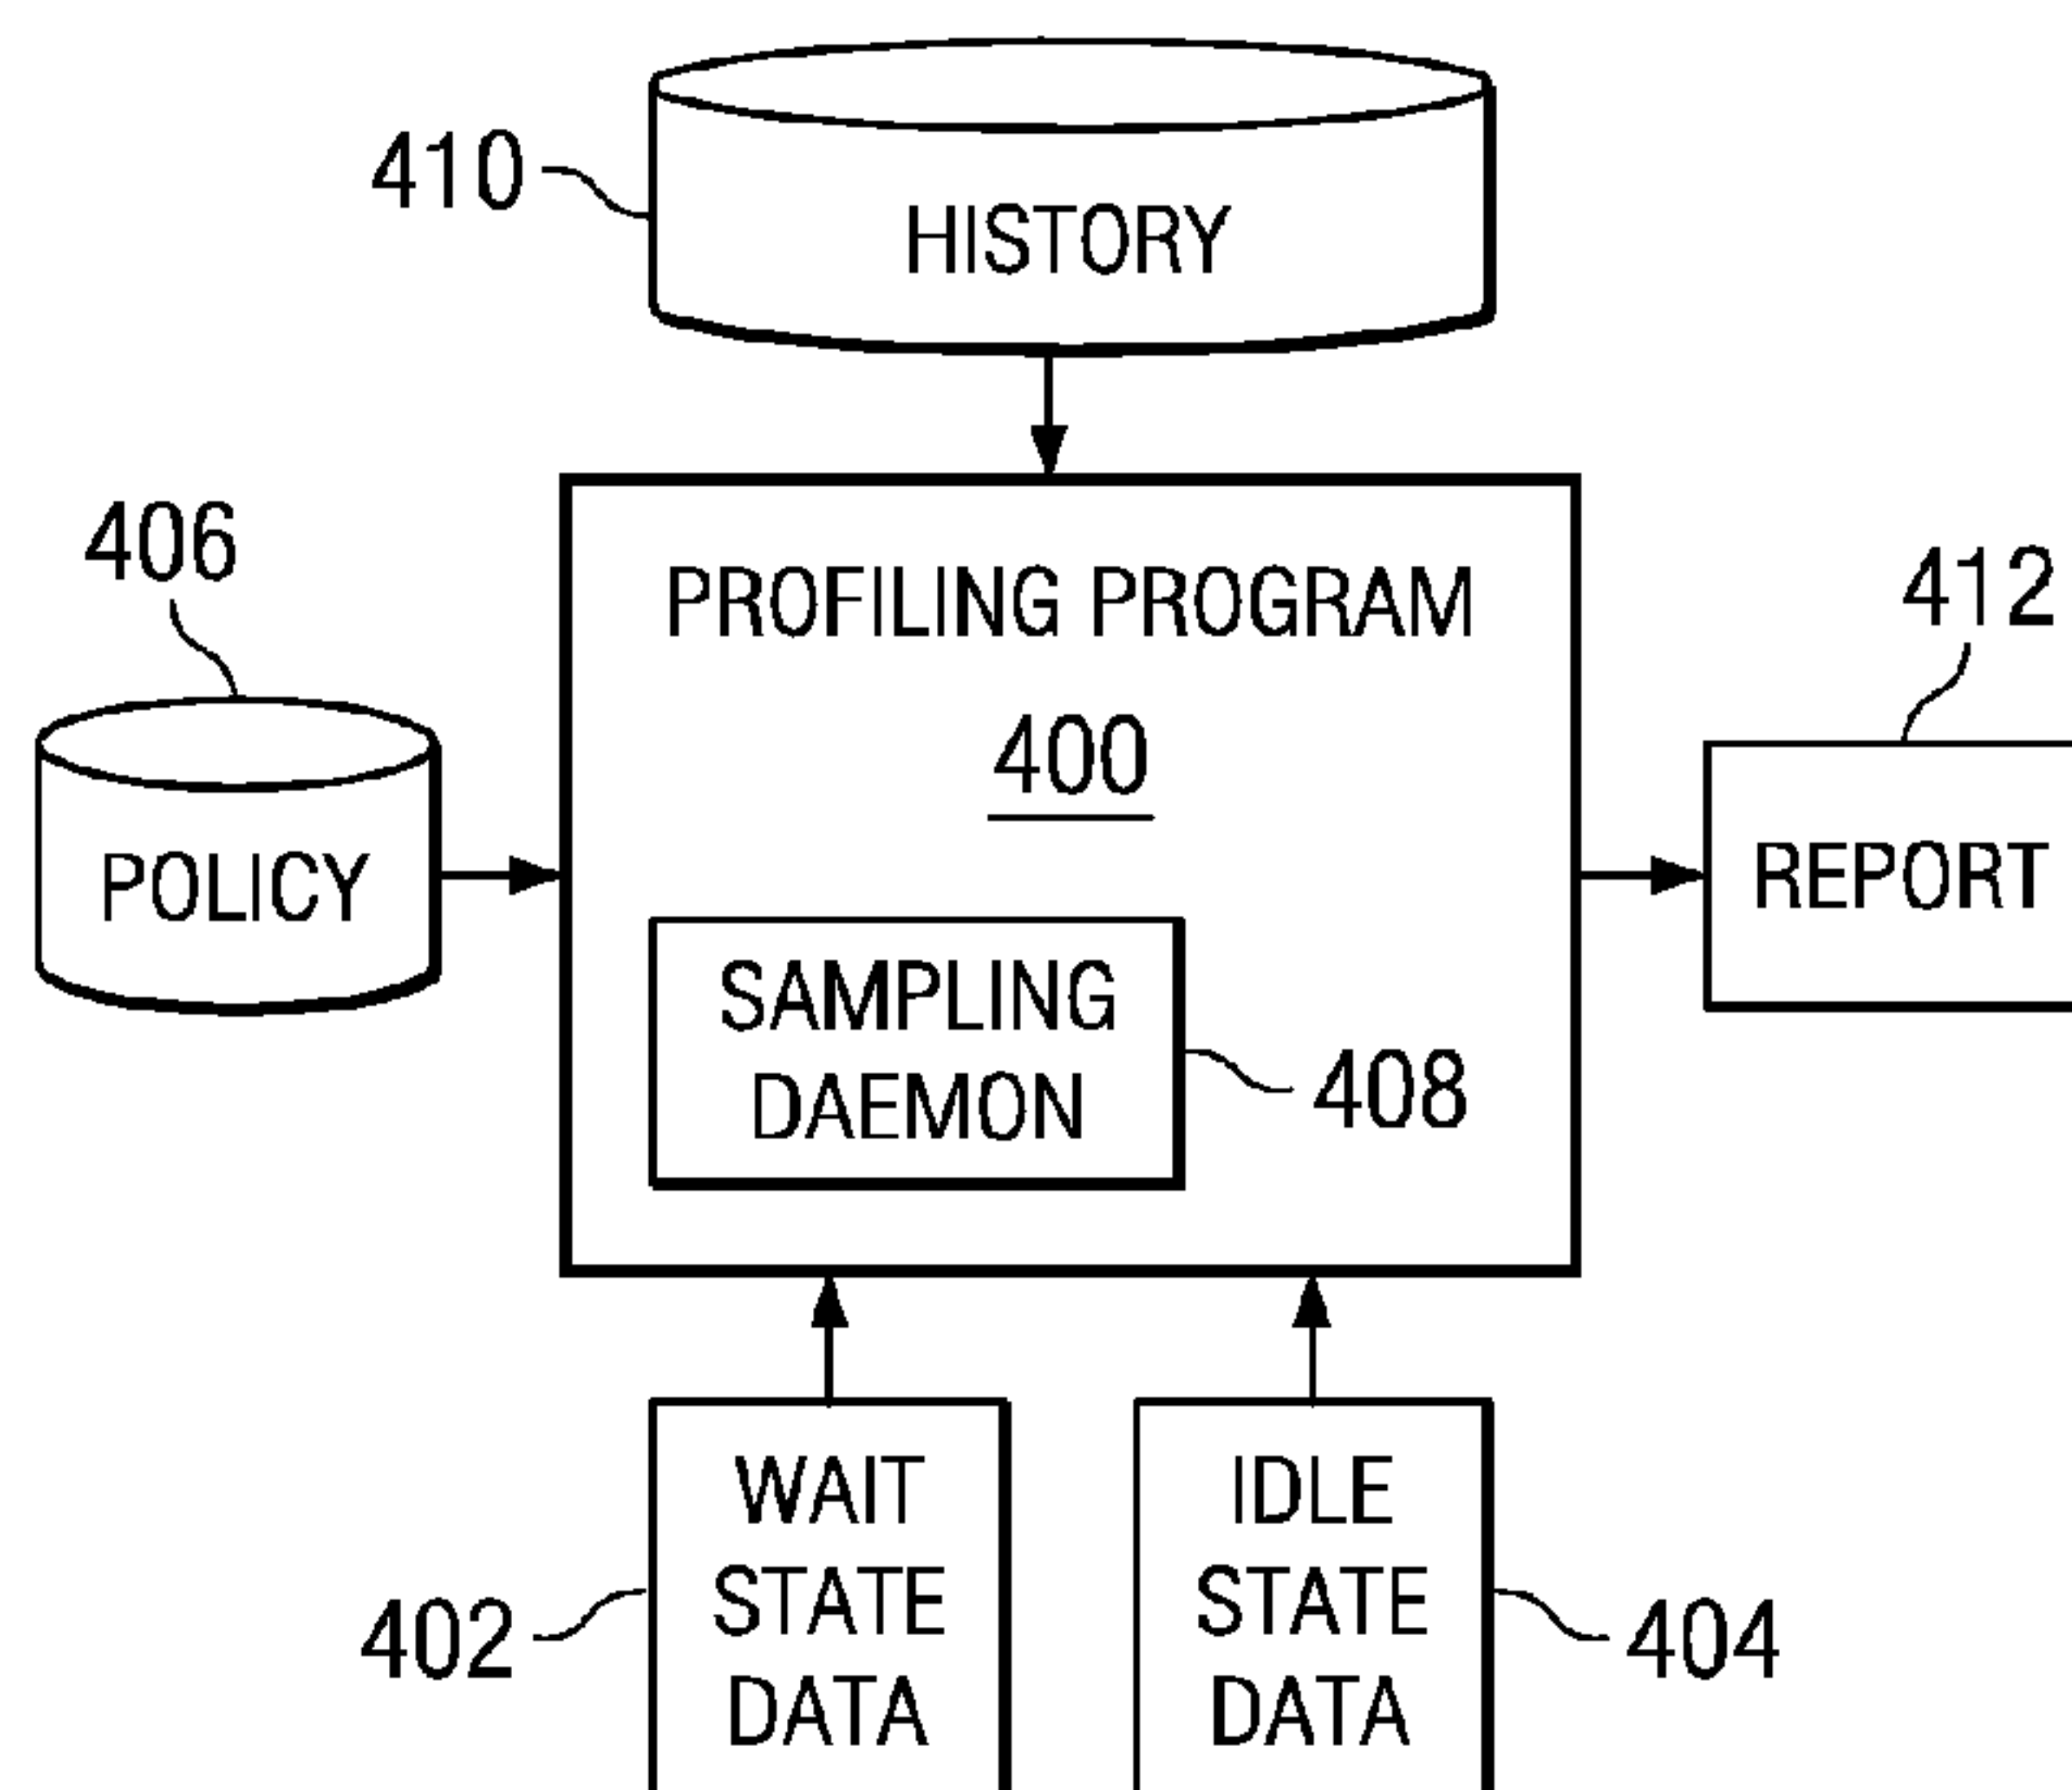 410
HISTORY
406
PROFILING PROGRAM
412
400
POLICY
REPORT
SAMPLING
DAEMON
408
WAIT
STATE
DATA
IDLE
STATE
DATA
402
404